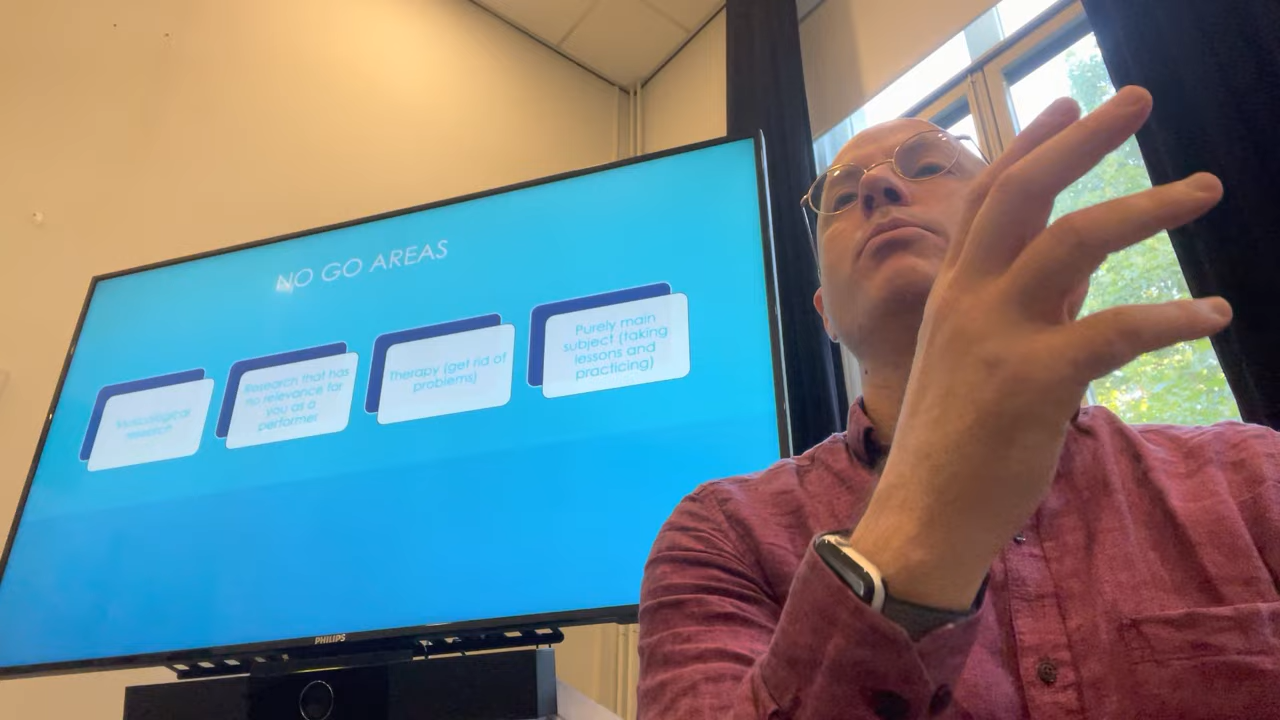 NO GO AREAS
Musicological
research
Research that has
no relevance for
you as a
performer
Therapy (get rid of
problems)
Purely main
subject (taking
lessons and
practicing)
PHILIPS